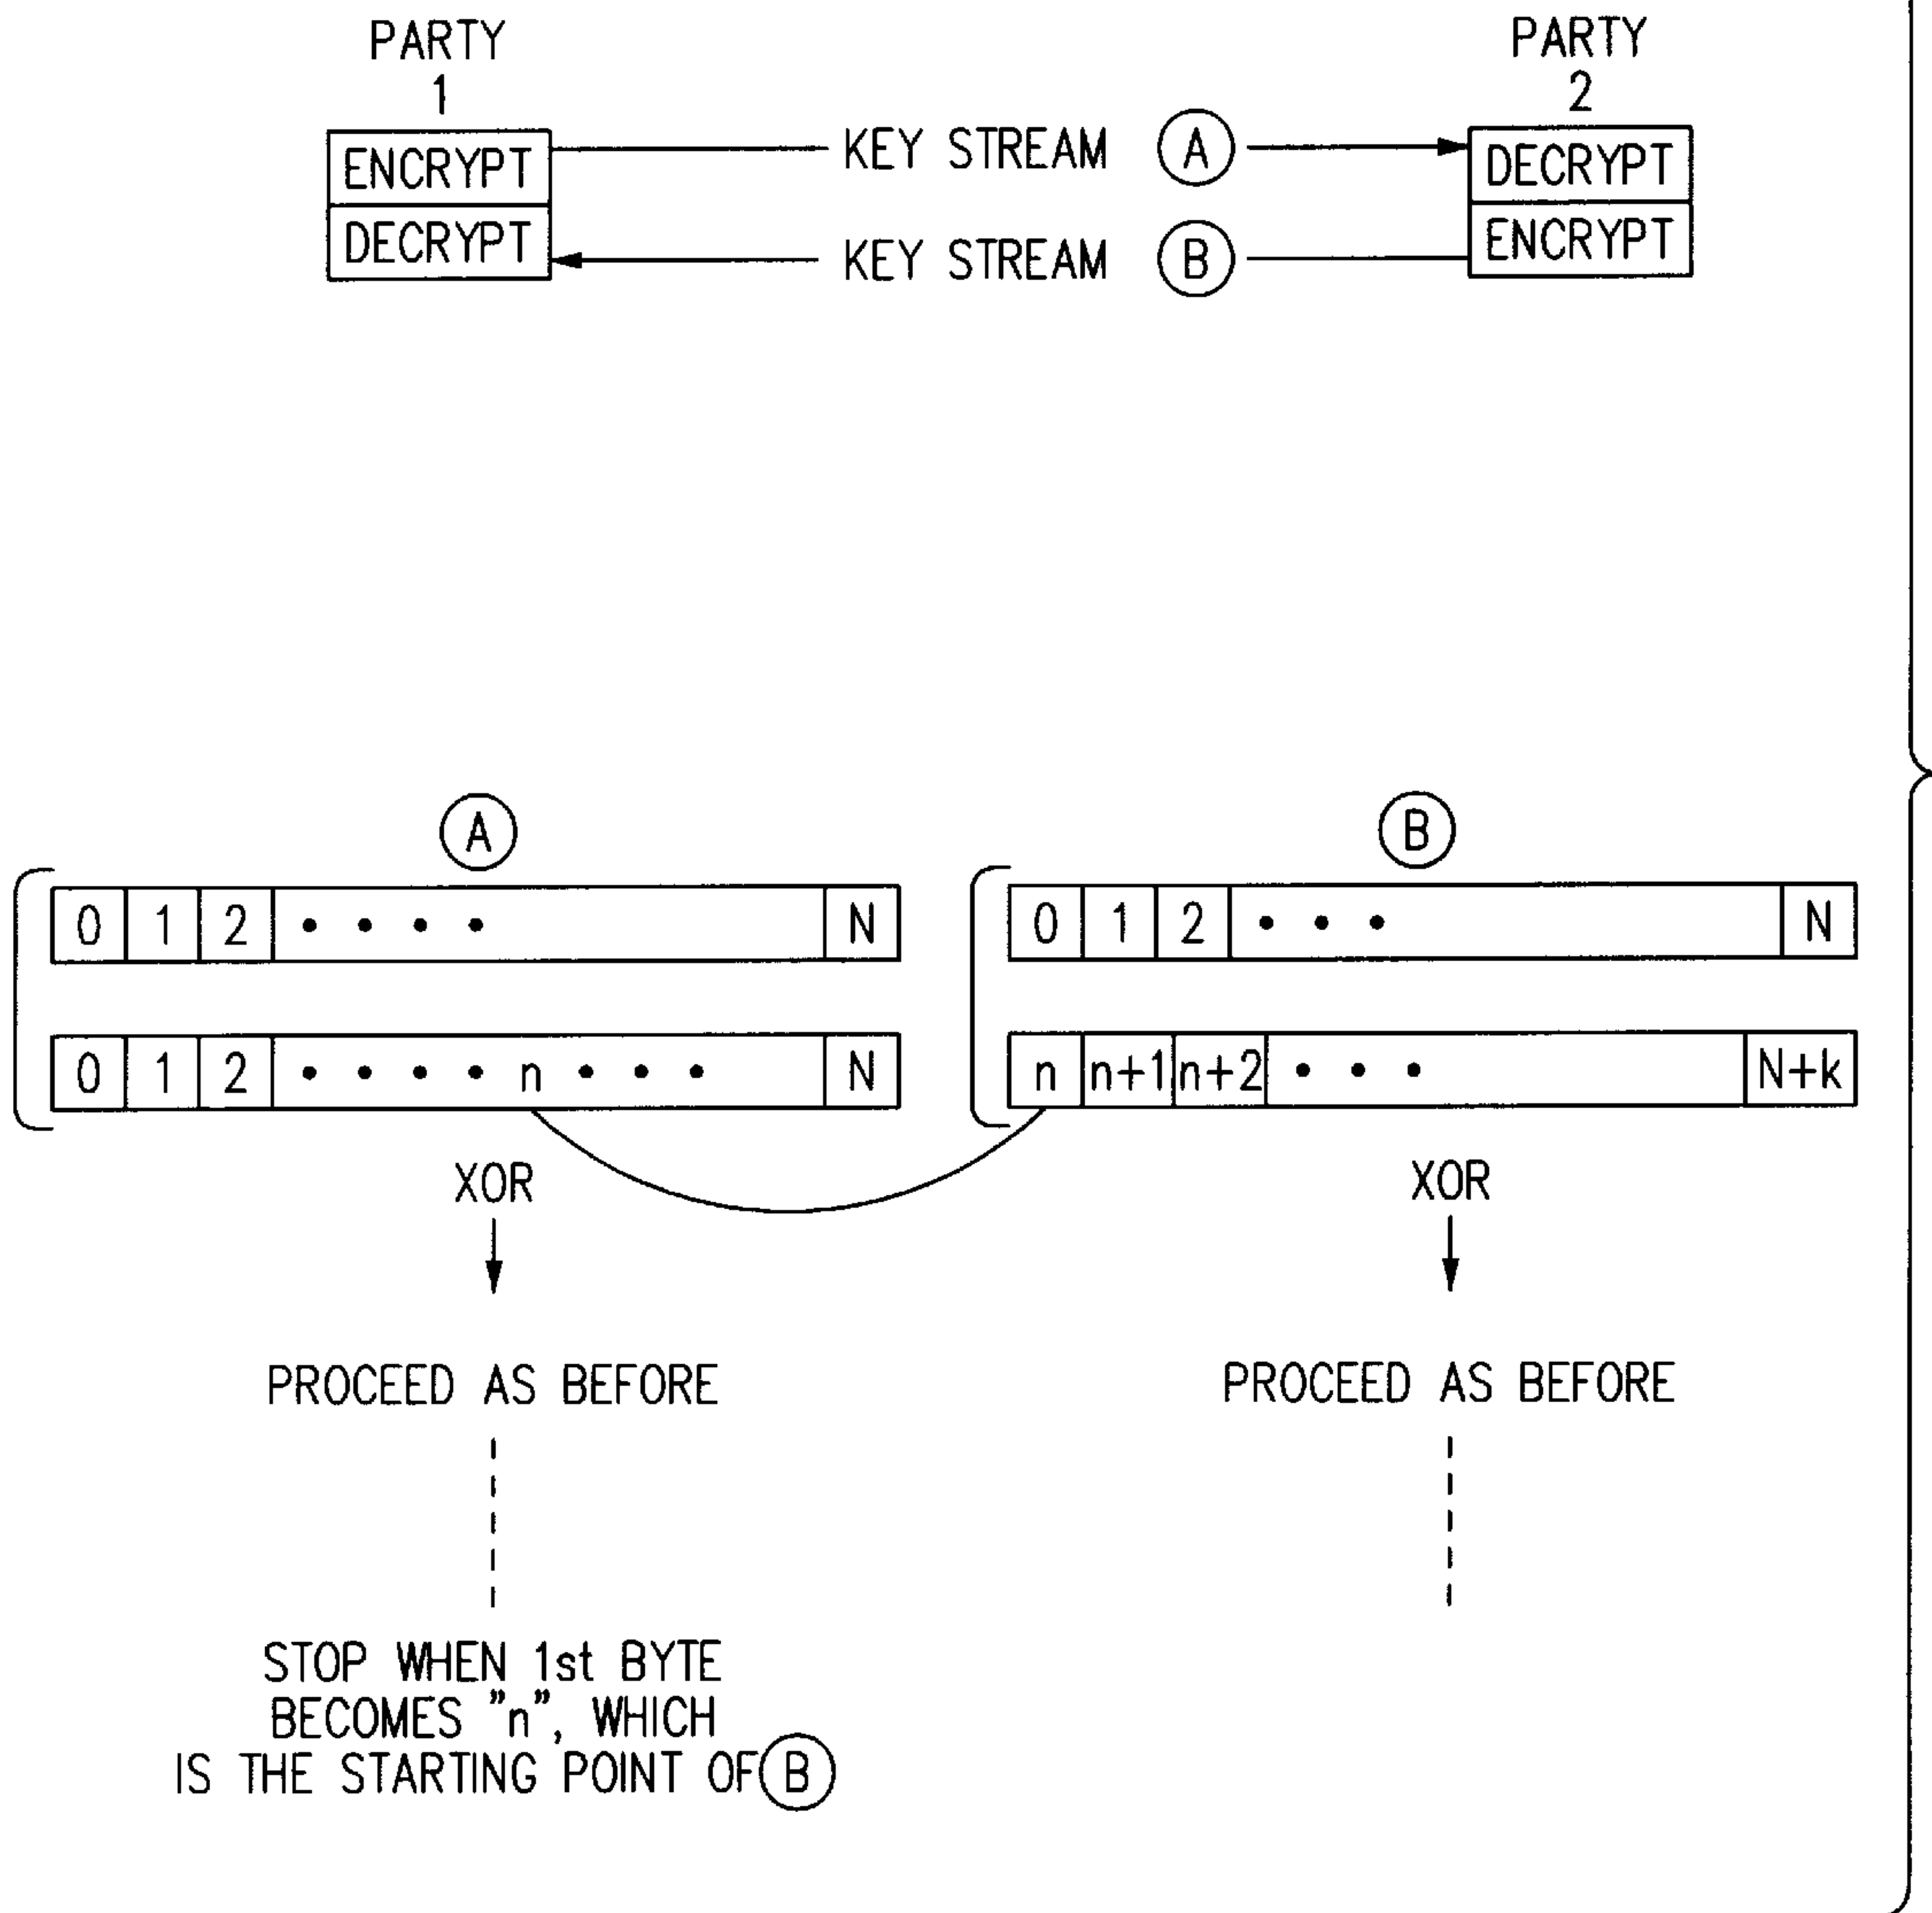 PARTY
1
PARTY
2
ENCRYPT
DECRYPT
KEY STREAM A
KEY STREAM B
DECRYPT
ENCRYPT
A
0 1 2 • • • • N
0 1 2 • • • • n • • • N
XOR
PROCEED AS BEFORE
STOP WHEN 1st BYTE
BECOMES "n", WHICH
IS THE STARTING POINT OF B
B
0 1 2 • • • N
n n+1 n+2 • • • N+k
XOR
PROCEED AS BEFORE